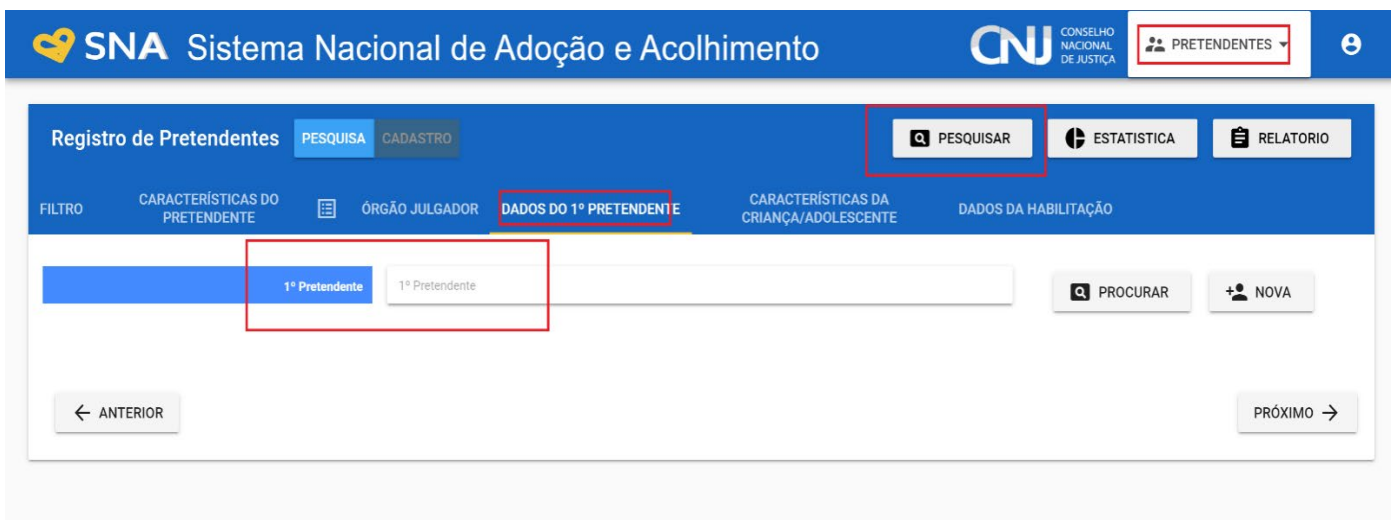 SNA Sistema Nacional de Adoção e Acolhimento
CNJ
CONSELHO
NACIONAL
DE JUSTIÇA
PRETENDENTES
Registro de Pretendentes
PESQUISA
CADASTRO
PESQUISAR
ESTATISTICA
RELATORIO
FILTRO
CARACTERÍSTICAS DO
PRETENDENTE
ÓRGÃO JULGADOR
DADOS DO 1º PRETENDENTE
CARACTERÍSTICAS DA
CRIANÇA/ADOLESCENTE
DADOS DA HABILITAÇÃO
1º Pretendente
1º Pretendente
PROCURAR
NOVA
ANTERIOR
PRÓXIMO